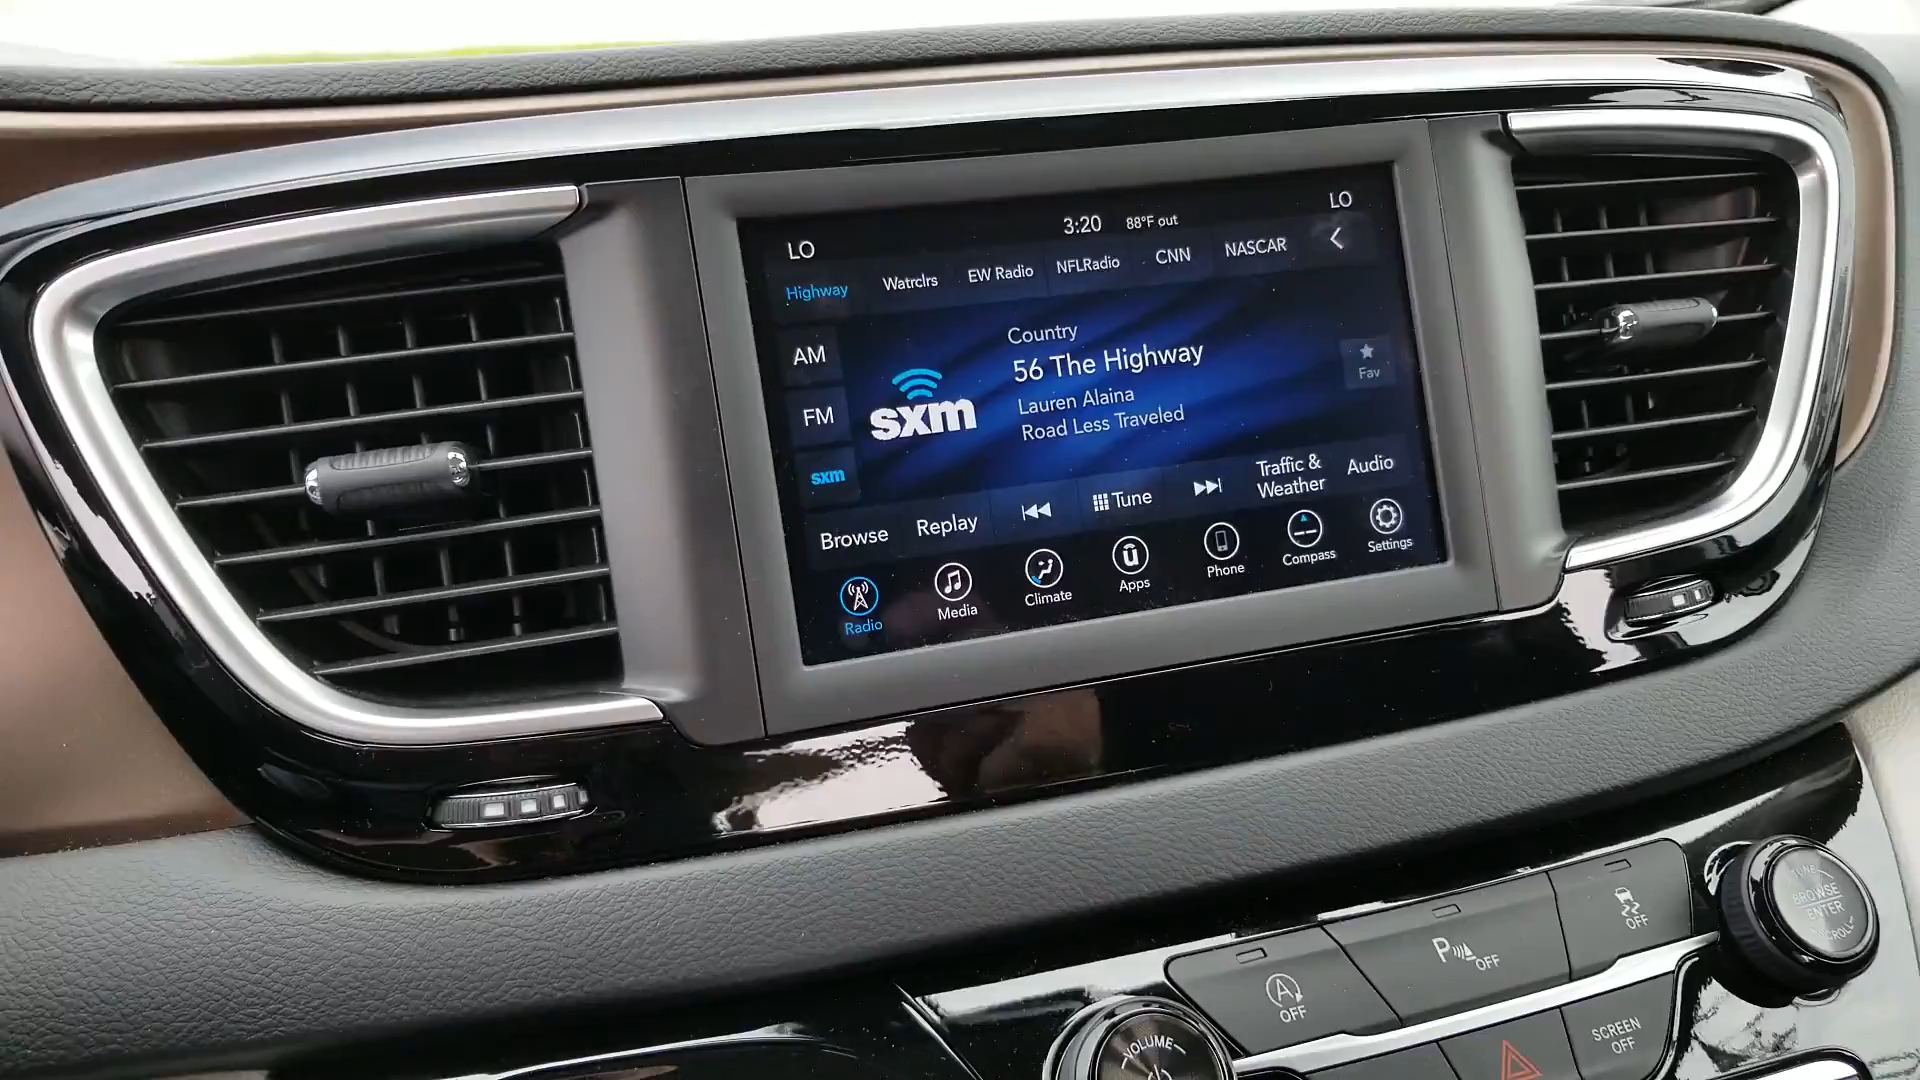 LO
3:20
88°F out
LO
Highway
Watrclrs
EW Radio
NFLRadio
CNN
NASCAR
AM
FM
sxm
sxm
Country
56 The Highway
Lauren Alaina
Road Less Traveled
Fav
Browse
Replay
Tune
Traffic &
Weather
Audio
Radio
Media
Climate
Apps
Phone
Compass
Settings
A
OFF
P
OFF
OFF
TUNE
BROWSE
ENTER
SCROLL
VOLUME
SCREEN
OFF